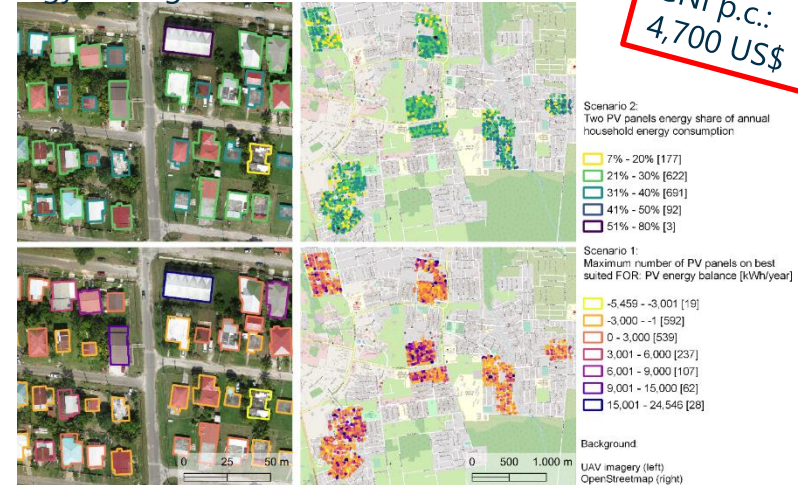 GNI p.c.:
4,700 US$
Scenario 2:
Two PV panels energy share of annual
household energy consumption
7% - 20% [177]
21% - 30% [622]
31% - 40% [691]
41% - 50% [92]
51% - 80% [3]
Scenario 1:
Maximum number of PV panels on best
suited FOR: PV energy balance [kWh/year]
-5,459 - -3,001 [19]
-3,000 - -1 [592]
0 - 3,000 [539]
3,001 - 6,000 [237]
6,001 - 9,000 [107]
9,001 - 15,000 [62]
15,001 - 24,546 [28]
Background
UAV imagery (left)
OpenStreetmap (right)
0 25 50 m
0 500 1.000 m